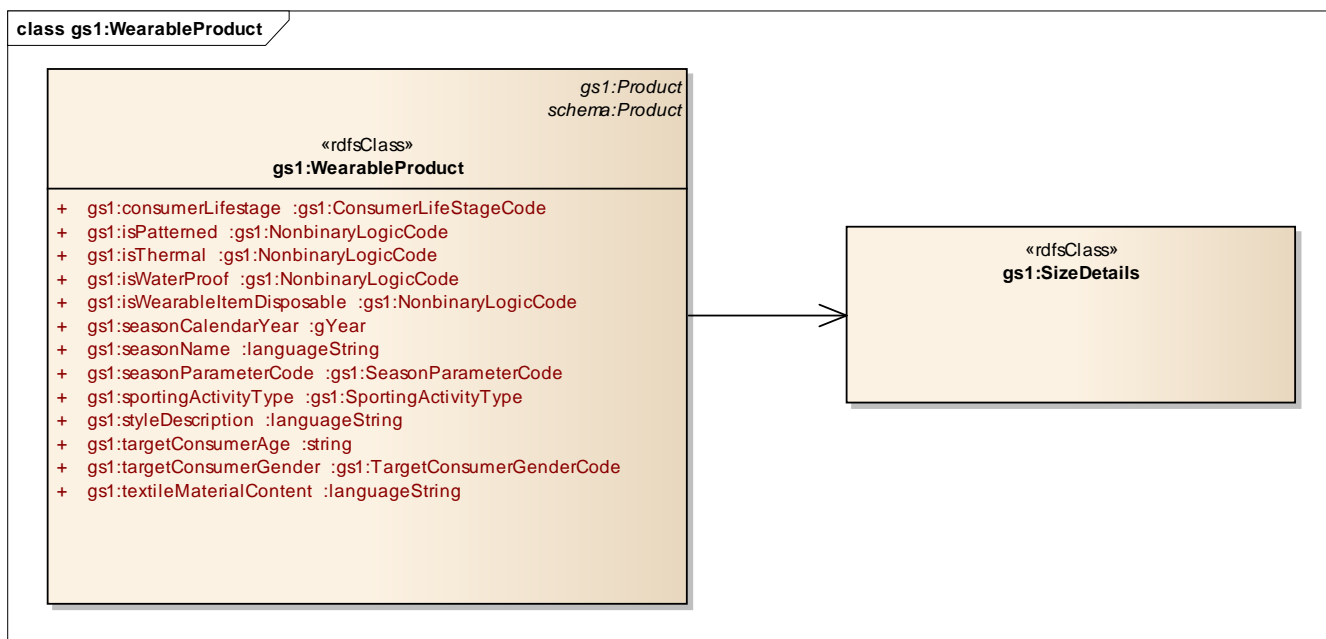 class gs1:WearableProduct
gs1:Product
schema:Product
«rdfsClass»
gs1:WearableProduct
+ gs1:consumerLifestage :gs1:ConsumerLifeStageCode
+ gs1:isPatterned :gs1:NonbinaryLogicCode
+ gs1:isThermal :gs1:NonbinaryLogicCode
+ gs1:isWaterProof :gs1:NonbinaryLogicCode
+ gs1:isWearableItemDisposable :gs1:NonbinaryLogicCode
+ gs1:seasonCalendarYear :gYear
+ gs1:seasonName :languageString
+ gs1:seasonParameterCode :gs1:SeasonParameterCode
+ gs1:sportingActivityType :gs1:SportingActivityType
+ gs1:styleDescription :languageString
+ gs1:targetConsumerAge :string
+ gs1:targetConsumerGender :gs1:TargetConsumerGenderCode
+ gs1:textileMaterialContent :languageString
«rdfsClass»
gs1:SizeDetails